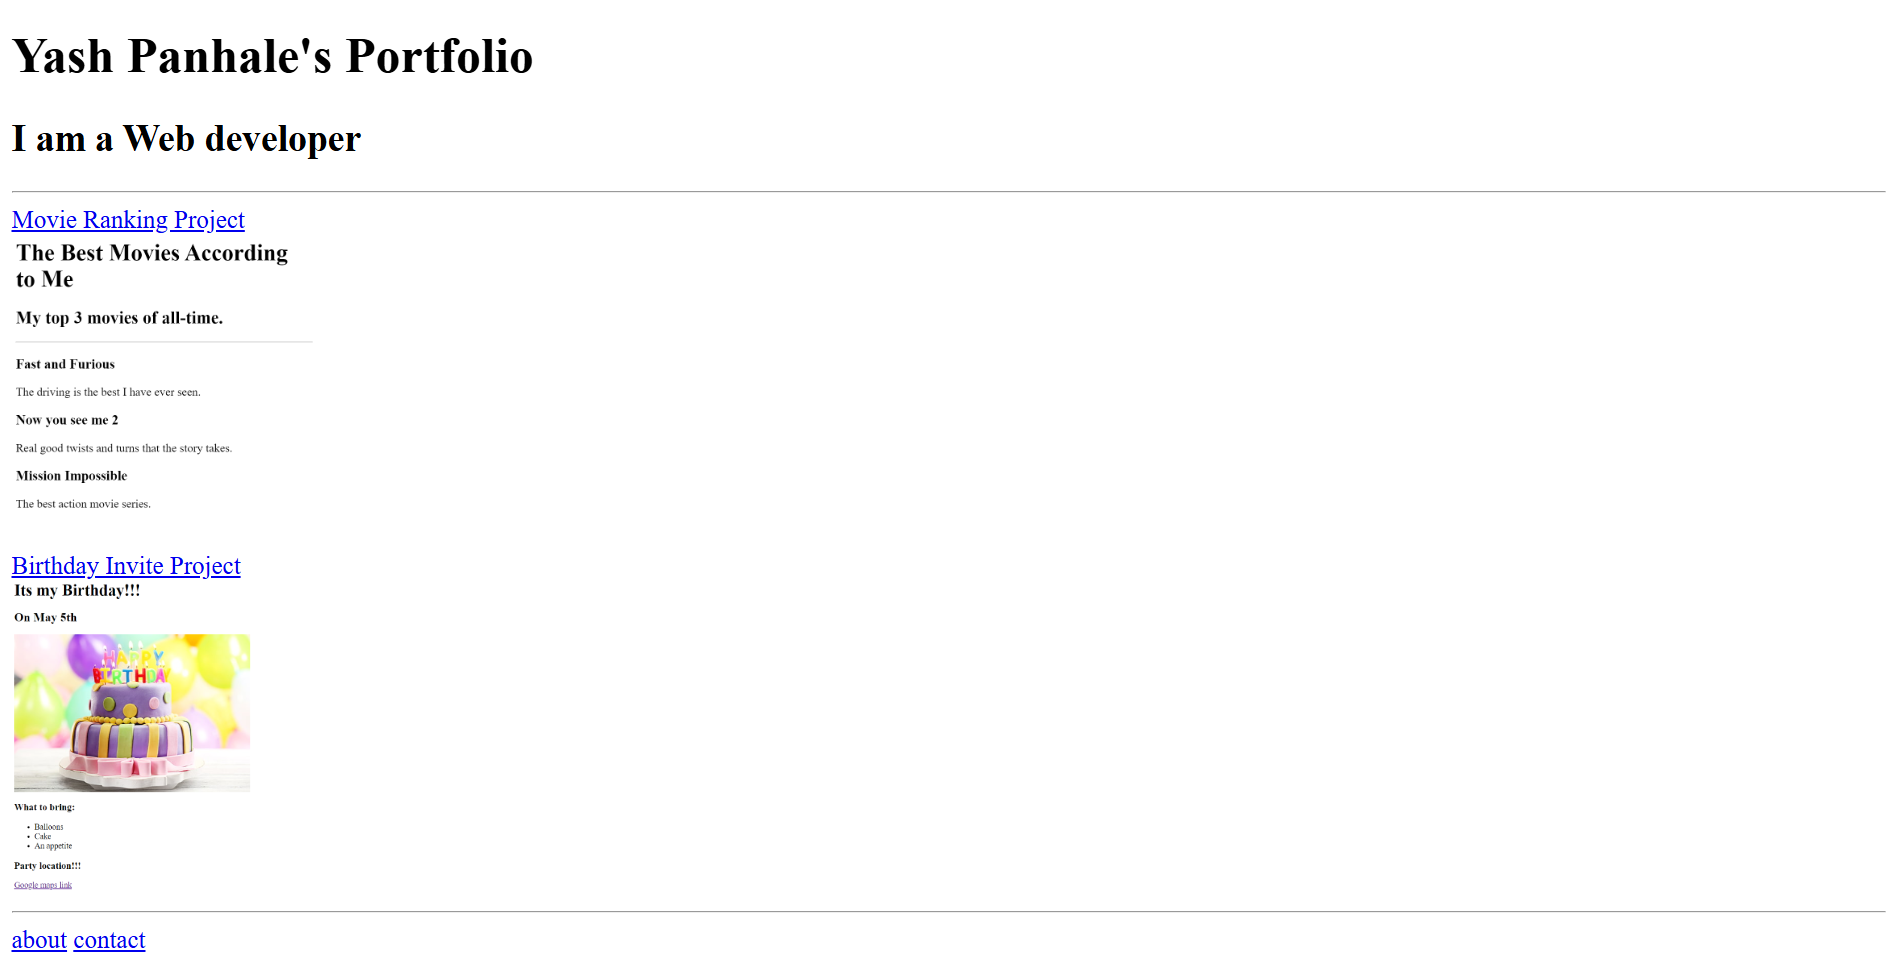 Yash Panhale's Portfolio
I am a Web developer
Movie Ranking Project
The Best Movies According
to Me
My top 3 movies of all-time.
Fast and Furious
The driving is the best I have ever seen.
Now you see me 2
Real good twists and turns that the story takes.
Mission Impossible
The best action movie series.
Birthday Invite Project
Its my Birthday!!!
On May 5th
HAPPY
BIRTHDAY
What to bring:
• Balloons
• Cake
• An appetite
Party location!!!
Google maps link
about contact